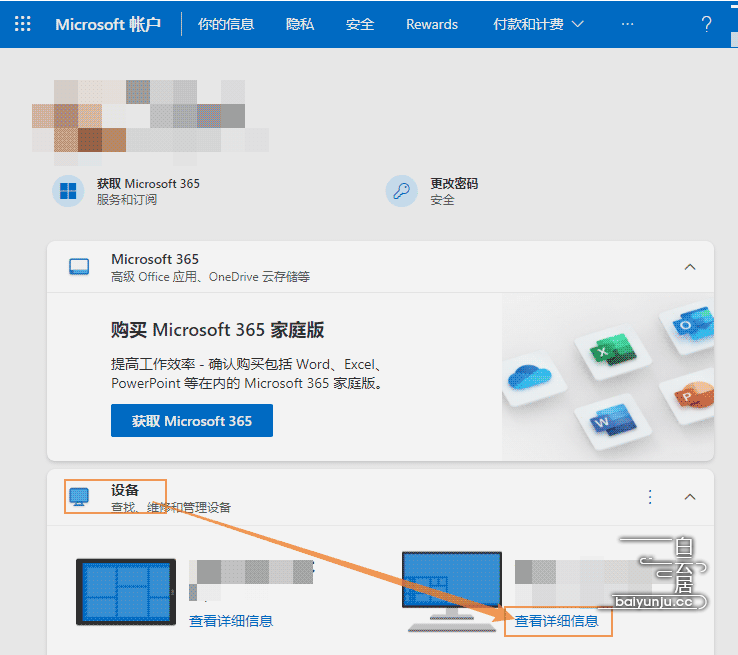 Microsoft 帐户 你的信息 隐私 安全 Rewards 付款和计费 ... ?
获取 Microsoft 365
服务和订阅
更改密码
安全
Microsoft 365
高级 Office 应用、OneDrive 云存储等
购买 Microsoft 365 家庭版
提高工作效率 - 确认购买包括 Word、Excel、
PowerPoint 等在内的 Microsoft 365 家庭版。
获取 Microsoft 365
设备
查找、维修和管理设备
查看详细信息
查看详细信息
白云居
baiyunju.cc